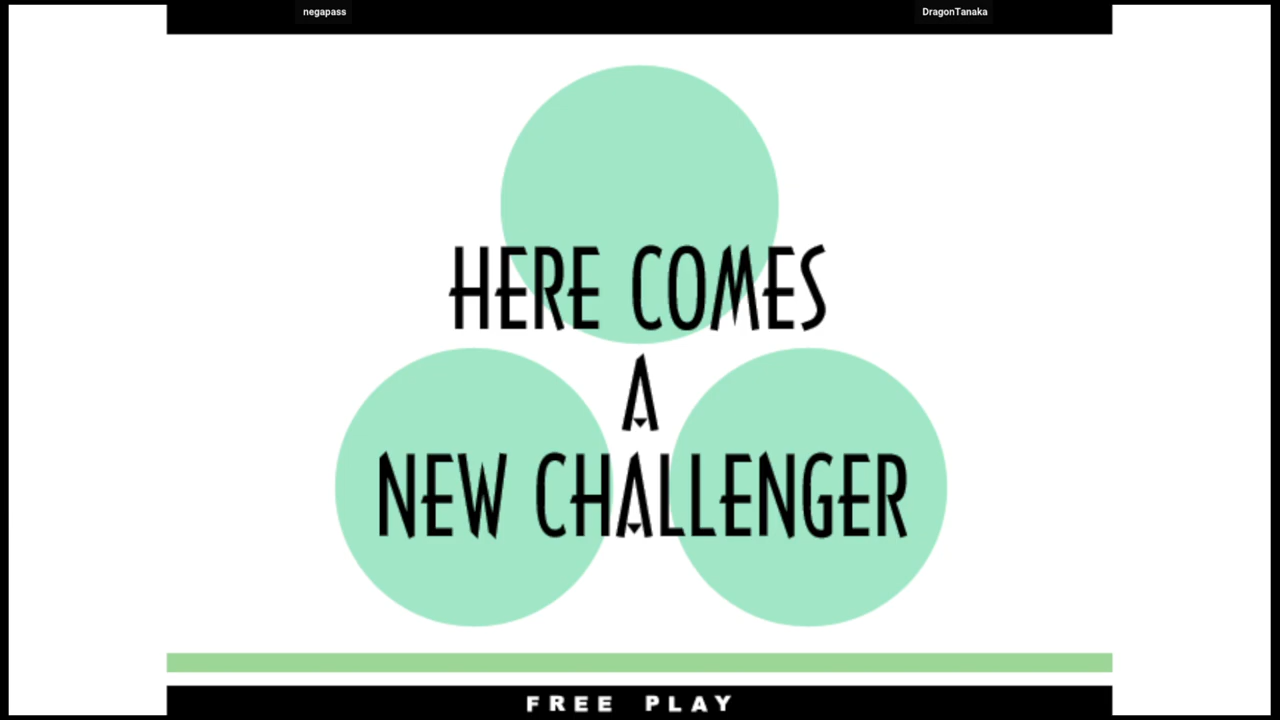 negapass
DragonTanaka
HERE COMES
A
NEW CHALLENGER
FREE PLAY